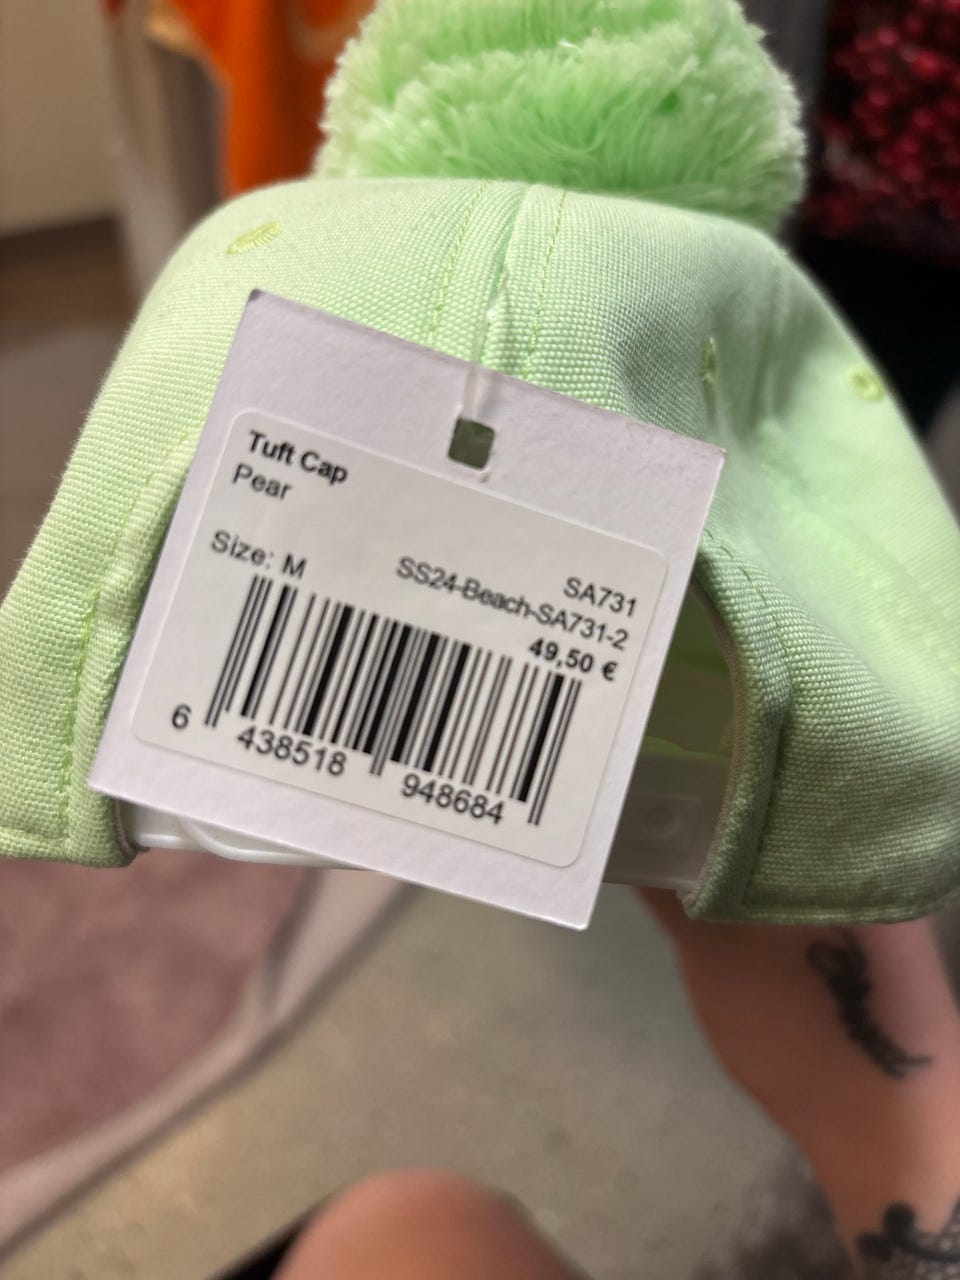 Tuft Cap
Pear
Size: M
SA731
SS24-Beach-SA731-2
49,50 €
6 438518 948684